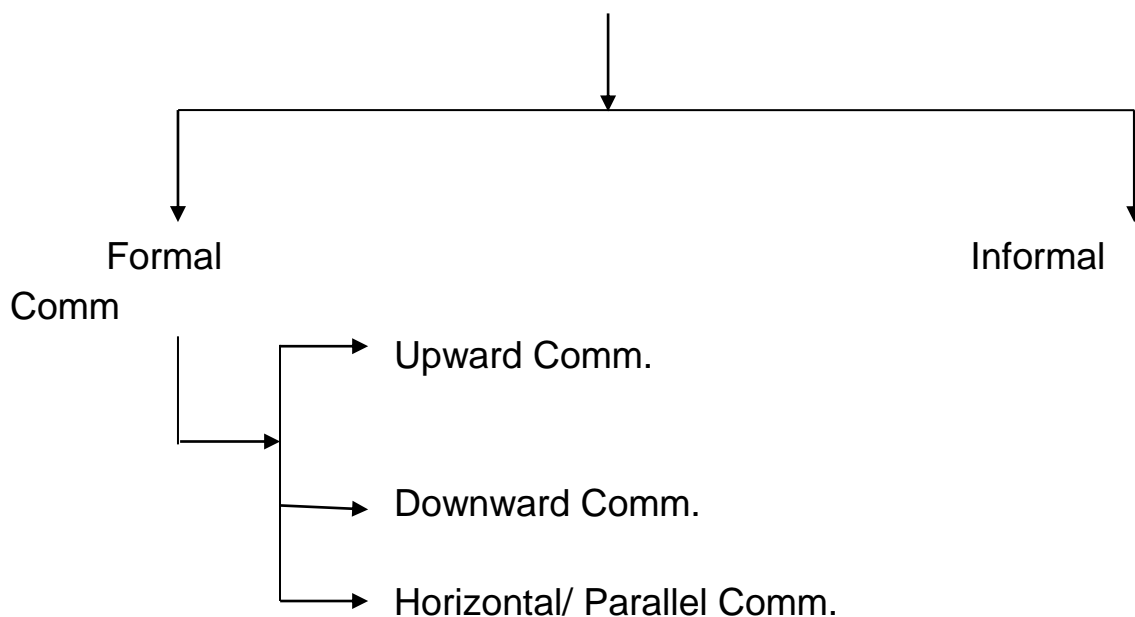 Formal Informal
Comm
Upward Comm.
Downward Comm.
Horizontal/ Parallel Comm.